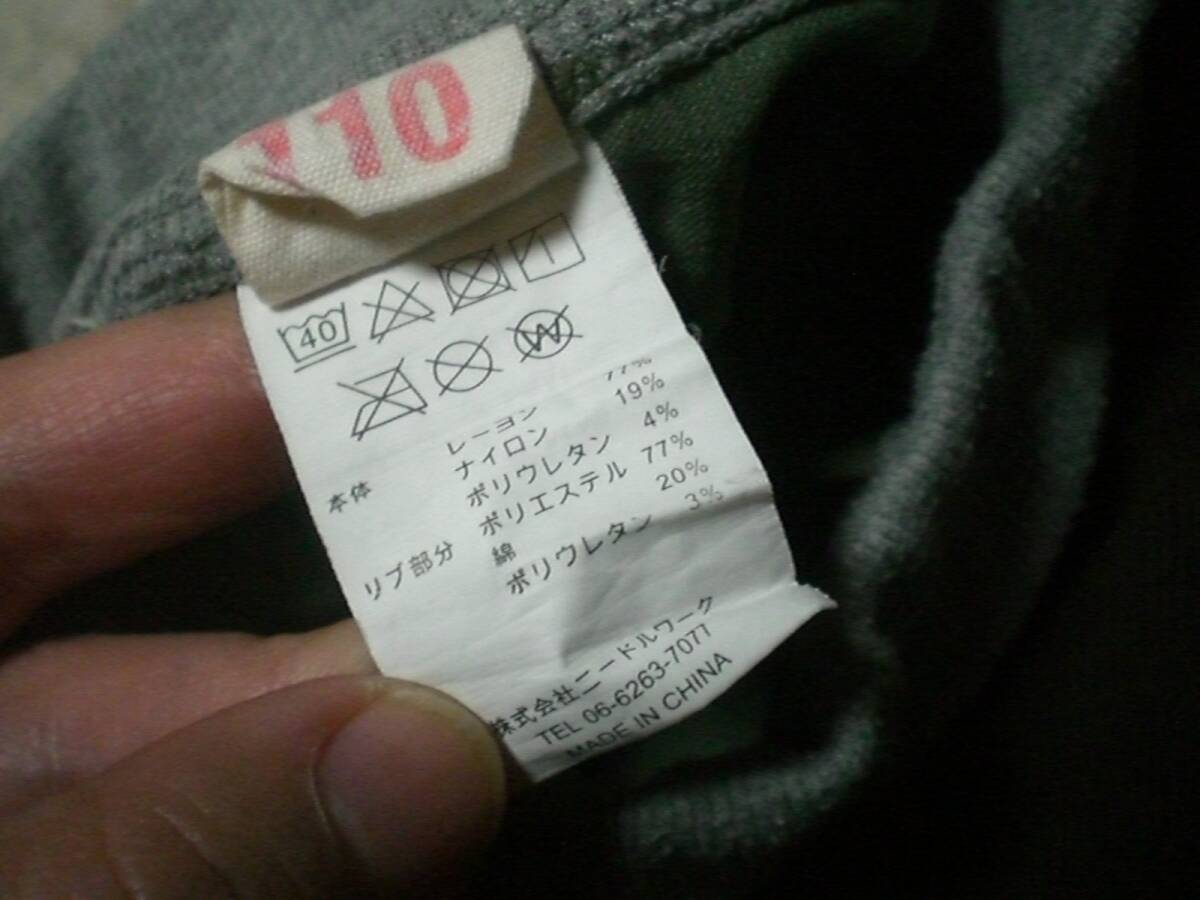 110
40
W
レーヨン 77%
本体 ナイロン 19%
ポリウレタン 4%
ポリエステル 77%
リブ部分 綿 20%
ポリウレタン 3%
株式会社ニードルワーク
TEL 06-6263-7077
MADE IN CHINA